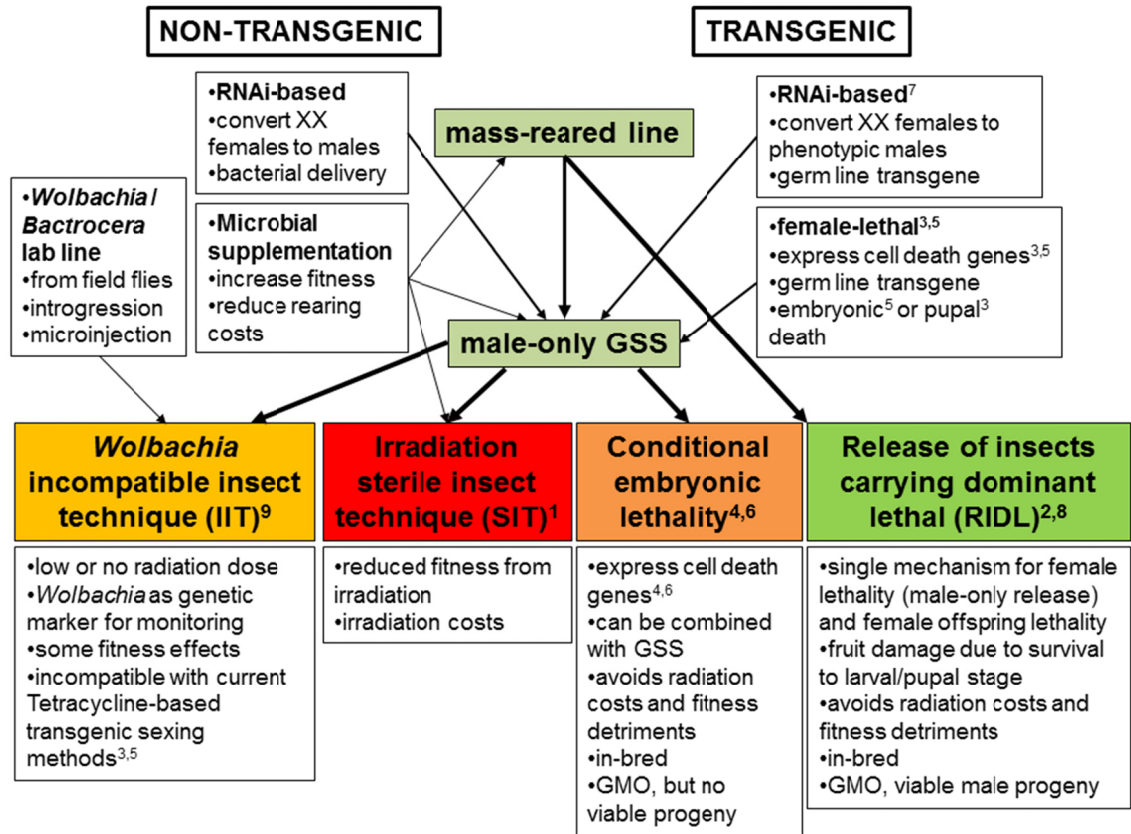 NON-TRANSGENIC
TRANSGENIC
•RNAi-based
•convert XX
females to males
•bacterial delivery
mass-reared line
•RNAi-based7
•convert XX females to
phenotypic males
•germ line transgene
•Wolbachia/
Bactrocera
lab line
•from field flies
•introgression
•microinjection
•Microbial
supplementation
•increase fitness
•reduce rearing
costs
•female-lethal3,5
•express cell death genes3,5
•germ line transgene
•embryonic5 or pupal3
death
male-only GSS
Wolbachia
incompatible insect
technique (IIT)9
Irradiation
sterile insect
technique (SIT)1
Conditional
embryonic
lethality4,6
Release of insects
carrying dominant
lethal (RIDL)2,8
•low or no radiation dose
•Wolbachia as genetic
marker for monitoring
•some fitness effects
•incompatible with current
Tetracycline-based
transgenic sexing
methods3,5
•reduced fitness from
irradiation
•irradiation costs
•express cell death
genes4,6
•can be combined
with GSS
•avoids radiation
costs and fitness
detriments
•in-bred
•GMO, but no
viable progeny
•single mechanism for female
lethality (male-only release)
and female offspring lethality
•fruit damage due to survival
to larval/pupal stage
•avoids radiation costs and
fitness detriments
•in-bred
•GMO, viable male progeny